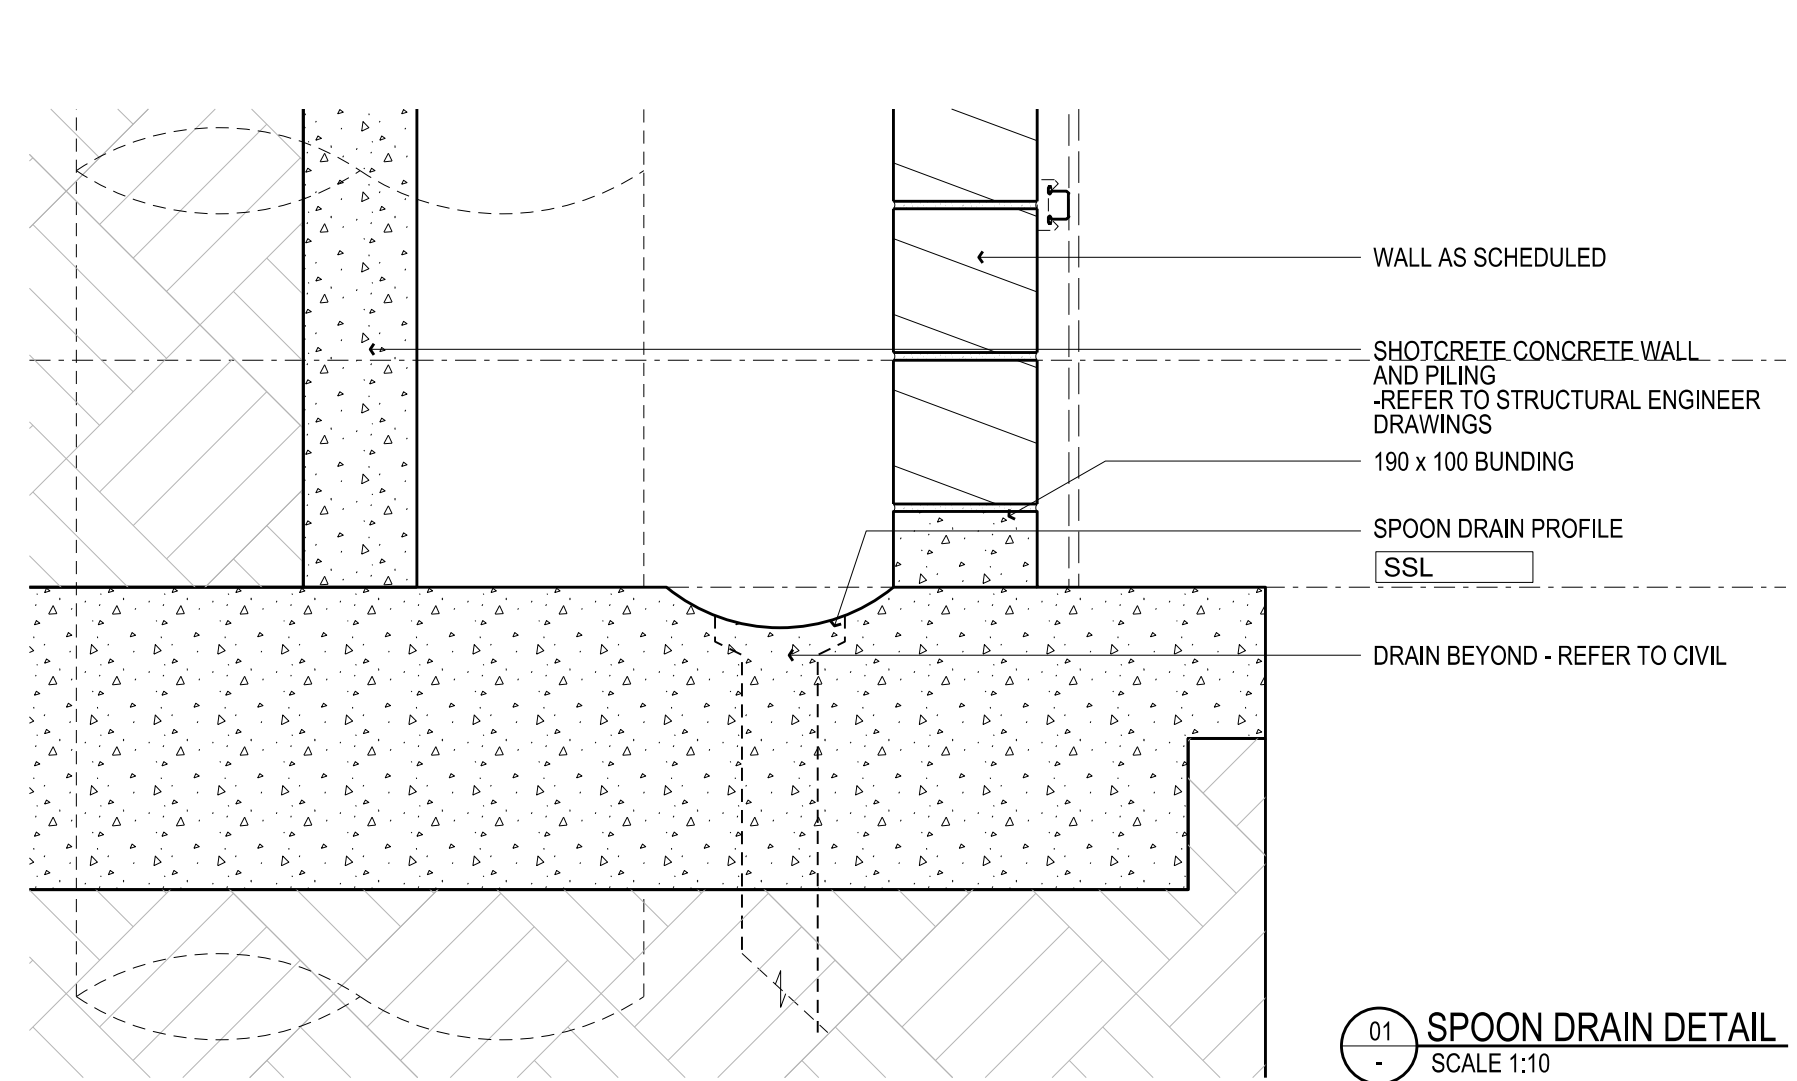 WALL AS SCHEDULED
SHOTCRETE CONCRETE WALL
AND PILING
-REFER TO STRUCTURAL ENGINEER
DRAWINGS
190 x 100 BUNDING
SPOON DRAIN PROFILE
SSL
DRAIN BEYOND - REFER TO CIVIL
01
-
SPOON DRAIN DETAIL
SCALE 1:10